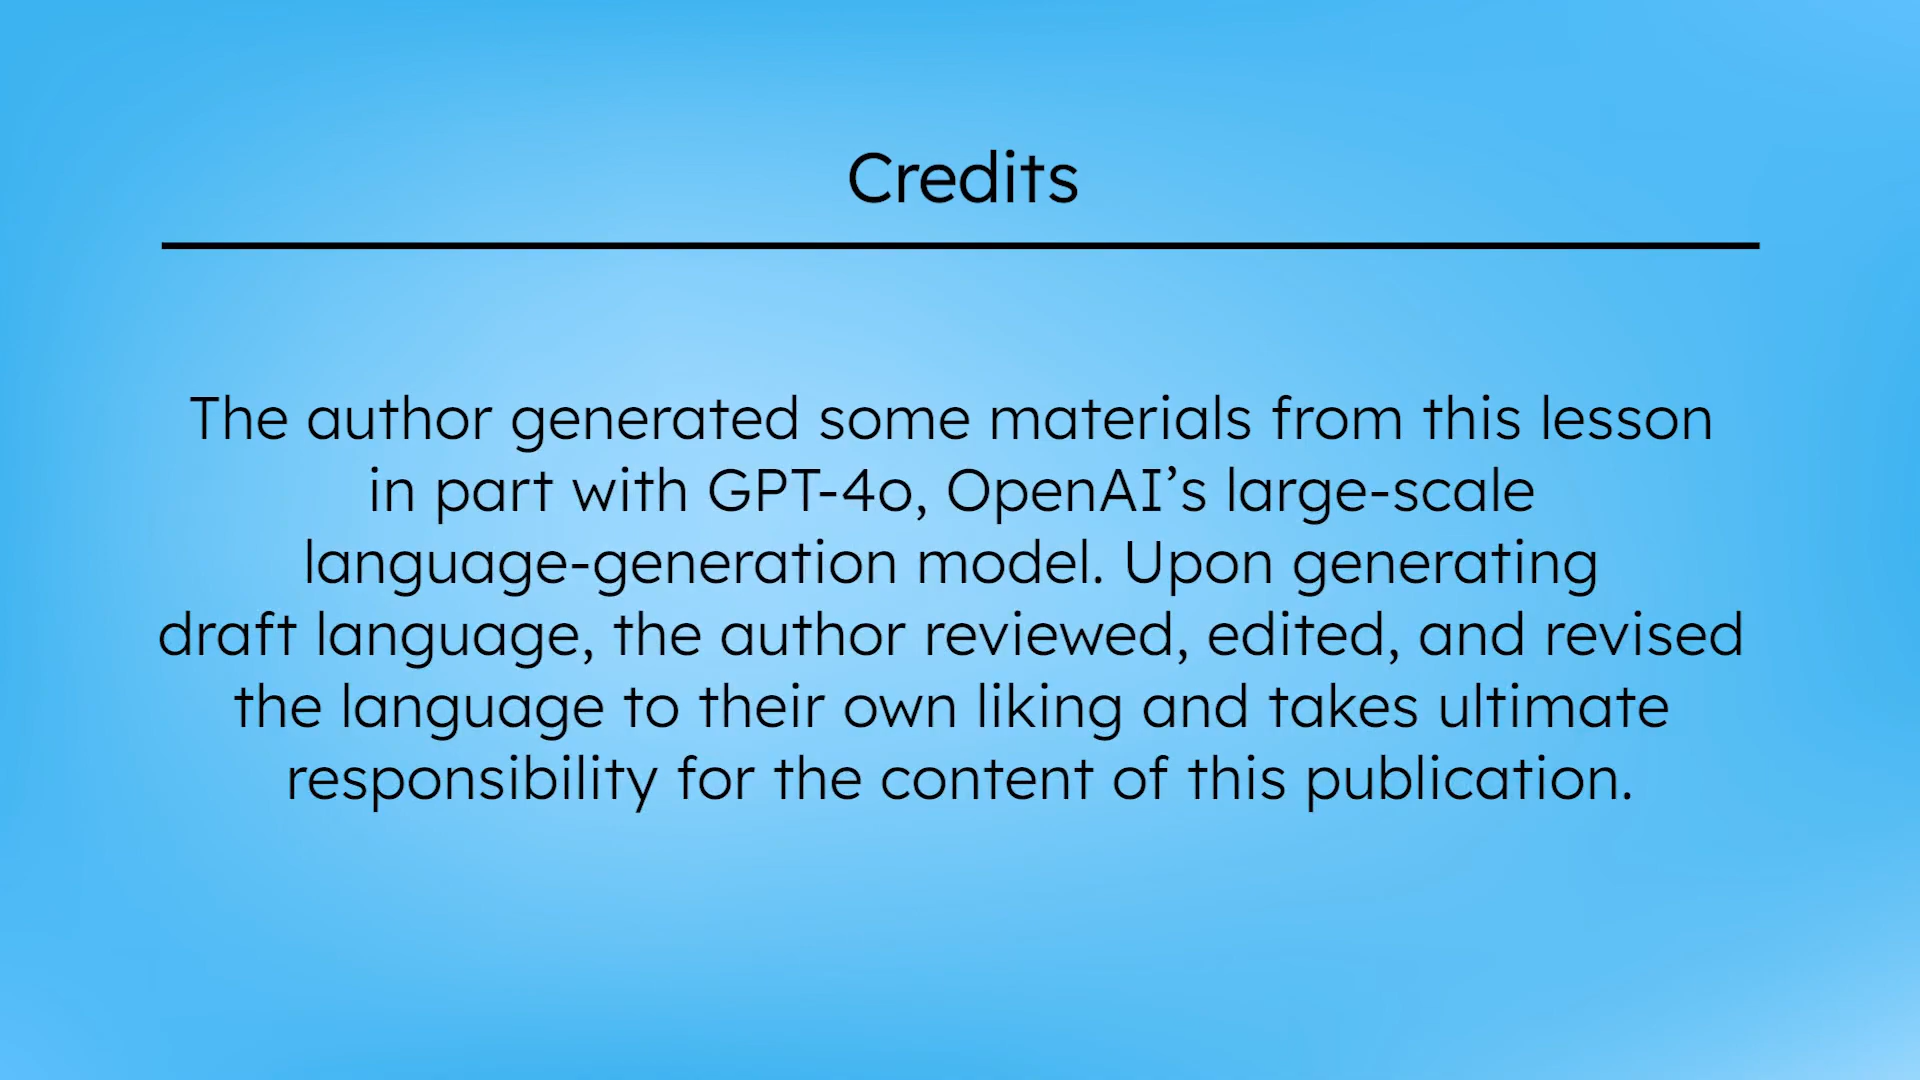 Credits
The author generated some materials from this lesson
in part with GPT-4o, OpenAI’s large-scale
language-generation model. Upon generating
draft language, the author reviewed, edited, and revised
the language to their own liking and takes ultimate
responsibility for the content of this publication.